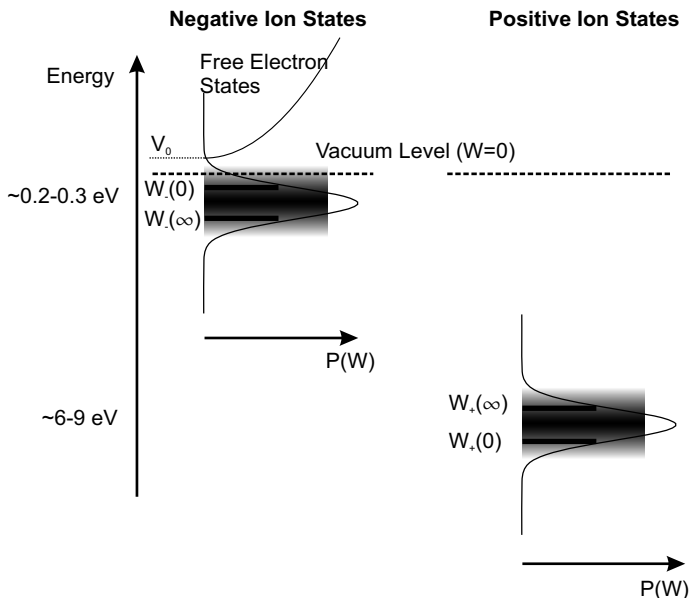 Negative Ion States
Positive Ion States
Energy
Free Electron
States
V₀
Vacuum Level (W=0)
~0.2-0.3 eV
W₋(0)
W₋(∞)
P(W)
~6-9 eV
W₊(∞)
W₊(0)
P(W)